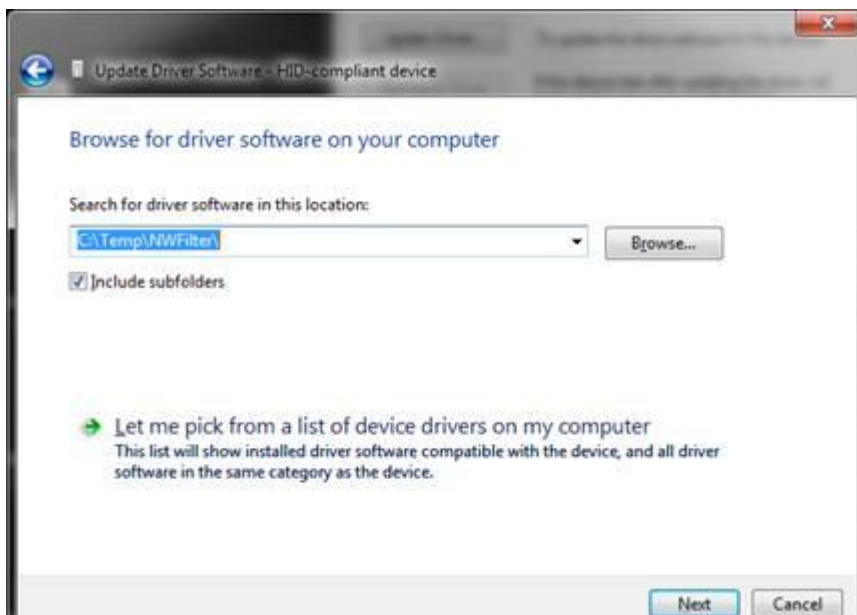 Update Driver Software - HID-compliant device
Browse for driver software on your computer
Search for driver software in this location:
C:\Temp\NWFilter\
Browse...
Include subfolders
Let me pick from a list of device drivers on my computer
This list will show installed driver software compatible with the device, and all driver
software in the same category as the device.
Next
Cancel